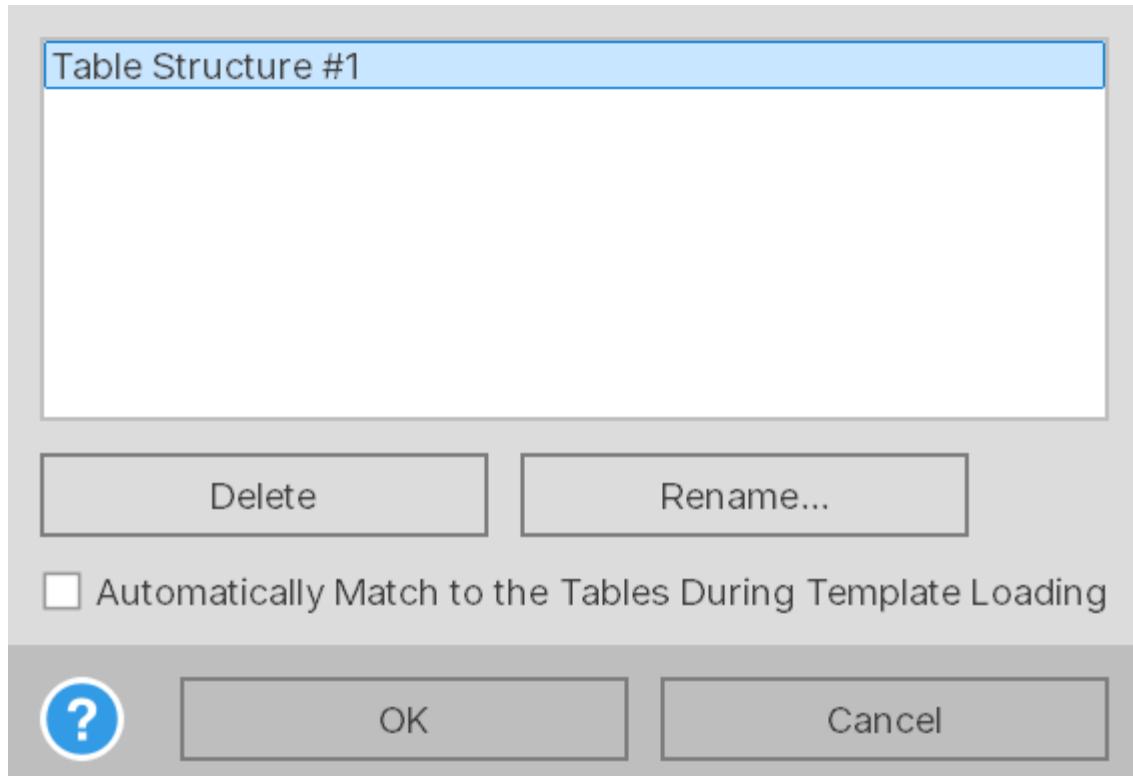 Table Structure #1
Delete
Rename...
Automatically Match to the Tables During Template Loading
?
OK
Cancel